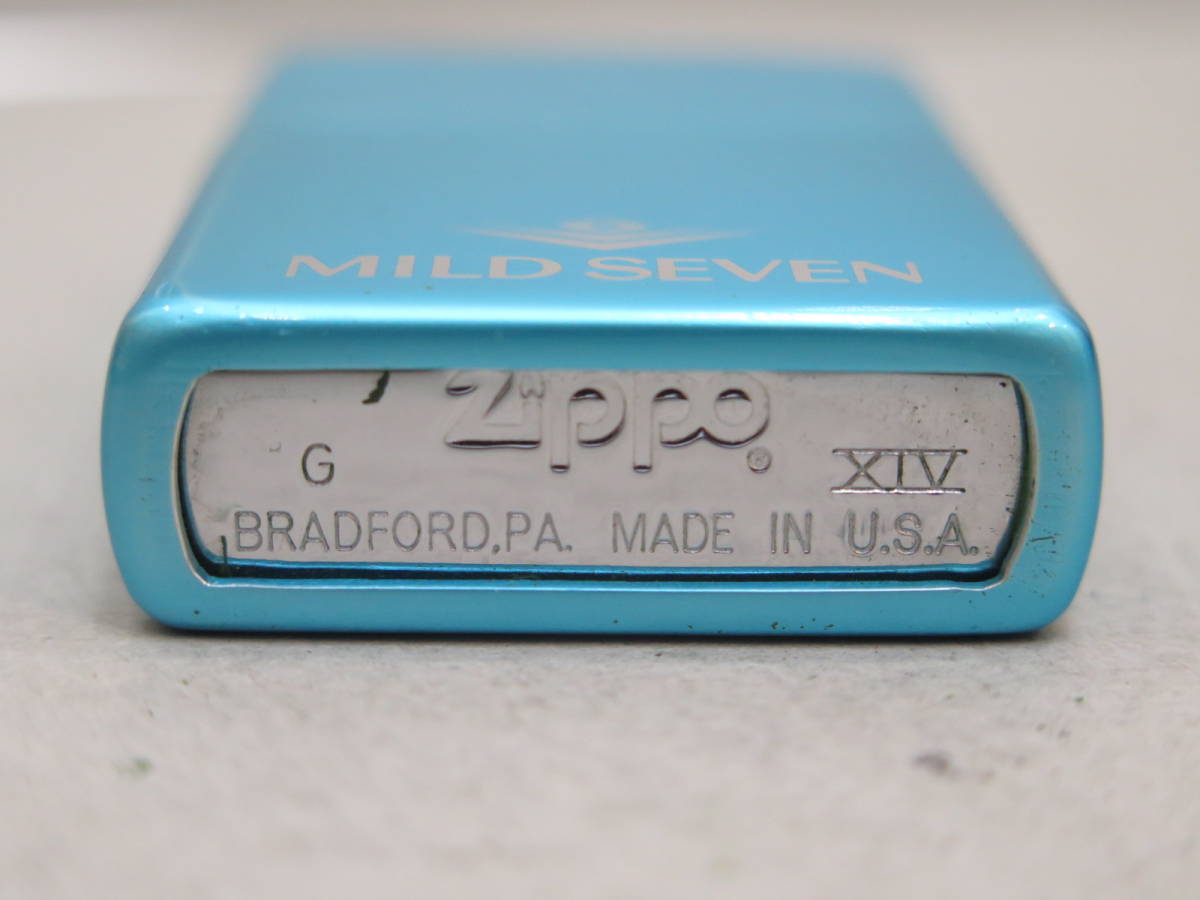 MILD SEVEN
Zippo®
G XIV
BRADFORD,PA. MADE IN U.S.A.